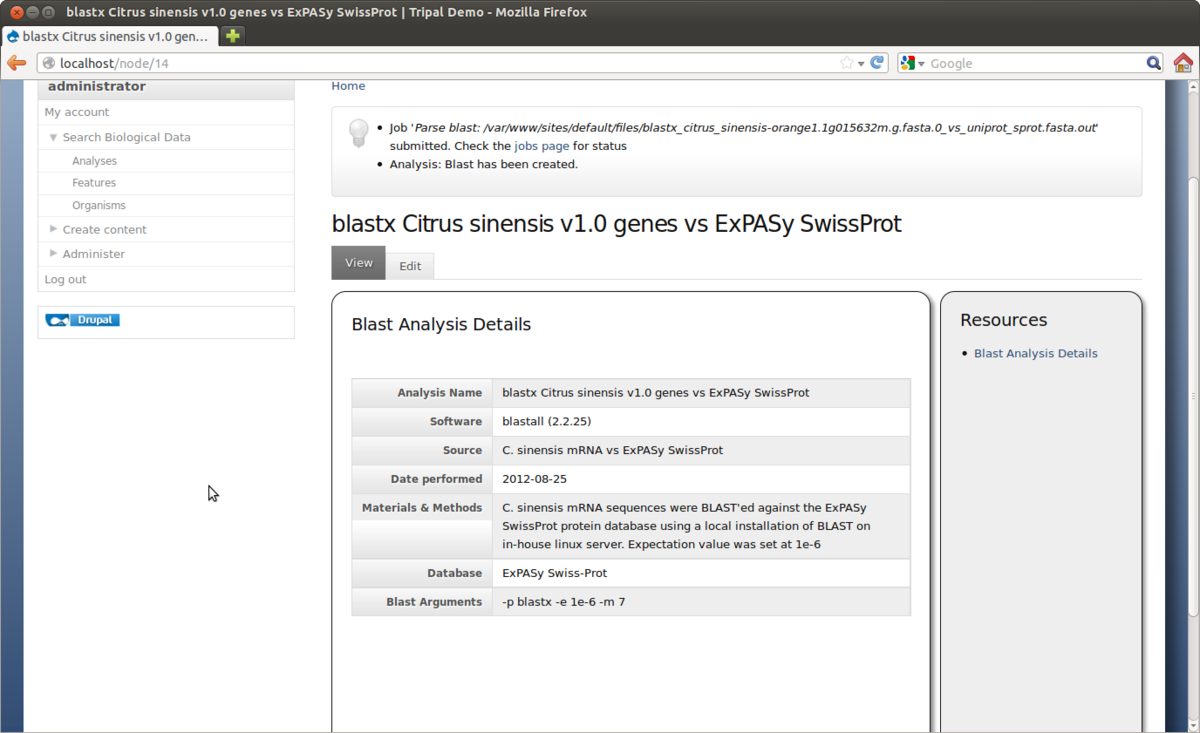 blastx Citrus sinensis v1.0 genes vs ExPASy SwissProt | Tripal Demo - Mozilla Firefox
blastx Citrus sinensis v1.0 gen...
localhost/node/14
Google
administrator
My account
Search Biological Data
Analyses
Features
Organisms
Create content
Administer
Log out
Drupal
Home
Job 'Parse blast: /var/www/sites/default/files/blastx_citrus_sinensis-orange1.1g015632m.g.fasta.0_vs_uniprot_sprot.fasta.out'
submitted. Check the jobs page for status
Analysis: Blast has been created.
blastx Citrus sinensis v1.0 genes vs ExPASy SwissProt
View Edit
Blast Analysis Details
Analysis Name blastx Citrus sinensis v1.0 genes vs ExPASy SwissProt
Software blastall (2.2.25)
Source C. sinensis mRNA vs ExPASy SwissProt
Date performed 2012-08-25
Materials & Methods C. sinensis mRNA sequences were BLAST'ed against the ExPASy
SwissProt protein database using a local installation of BLAST on
in-house linux server. Expectation value was set at 1e-6
Database ExPASy Swiss-Prot
Blast Arguments -p blastx -e 1e-6 -m 7
Resources
Blast Analysis Details